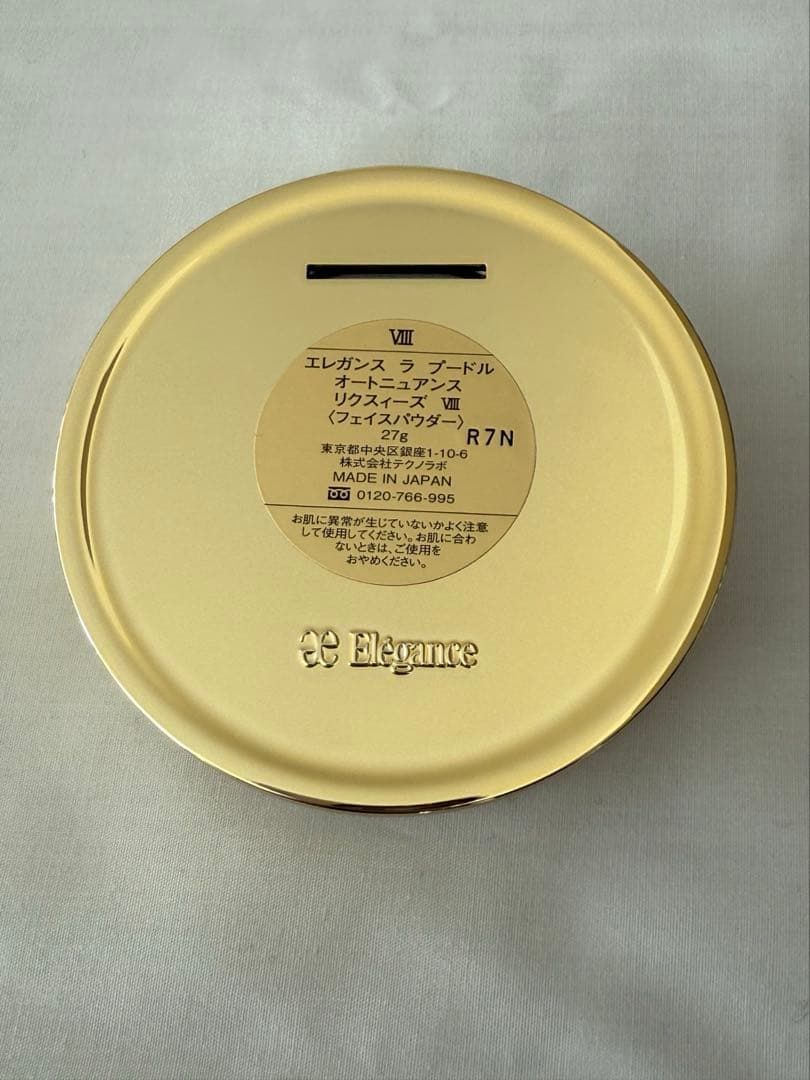 Ⅷ
エレガンス ラ プードル
オートニュアンス
リクスィーズ Ⅷ
〈フェイスパウダー〉
27g
R7N
東京都中央区銀座1-10-6
株式会社テクノラボ
MADE IN JAPAN
0120-766-995
お肌に異常が生じていないかよく注意
して使用してください。お肌に合わ
ないときは、ご使用を
おやめください。
ae Elégance